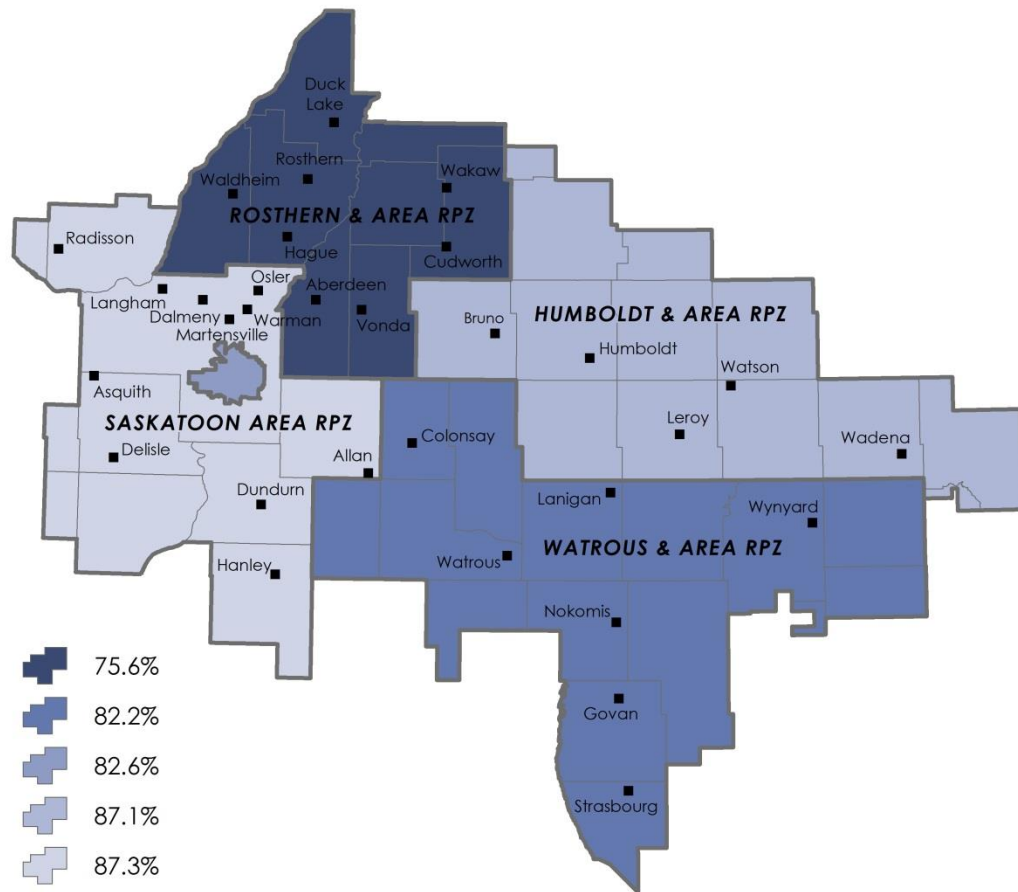 Duck
Lake
Rosthern
Waldheim
Wakaw
ROSTHERN & AREA RPZ
Radisson
Hague
Cudworth
Osler
Langham
Aberdeen
Dalmeny
Warman
Vonda
Martensville
Bruno
HUMBOLDT & AREA RPZ
Humboldt
Watson
Asquith
SASKATOON AREA RPZ
Leroy
Colonsay
Wadena
Delisle
Allan
Dundurn
Lanigan
Wynyard
WATROUS & AREA RPZ
Watrous
Hanley
Nokomis
Govan
Strasbourg
75.6%
82.2%
82.6%
87.1%
87.3%